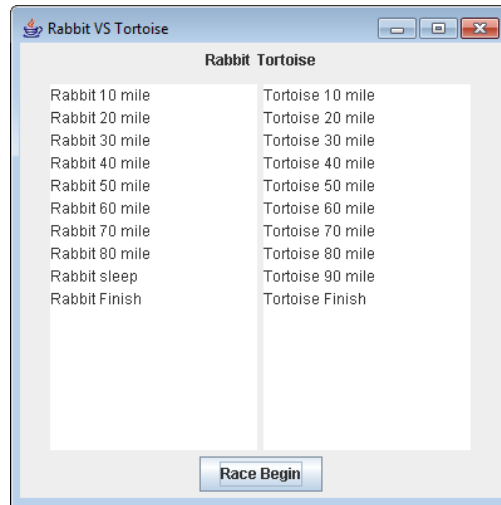 Rabbit VS Tortoise
Rabbit Tortoise
Rabbit 10 mile
Rabbit 20 mile
Rabbit 30 mile
Rabbit 40 mile
Rabbit 50 mile
Rabbit 60 mile
Rabbit 70 mile
Rabbit 80 mile
Rabbit sleep
Rabbit Finish
Tortoise 10 mile
Tortoise 20 mile
Tortoise 30 mile
Tortoise 40 mile
Tortoise 50 mile
Tortoise 60 mile
Tortoise 70 mile
Tortoise 80 mile
Tortoise 90 mile
Tortoise Finish
Race Begin